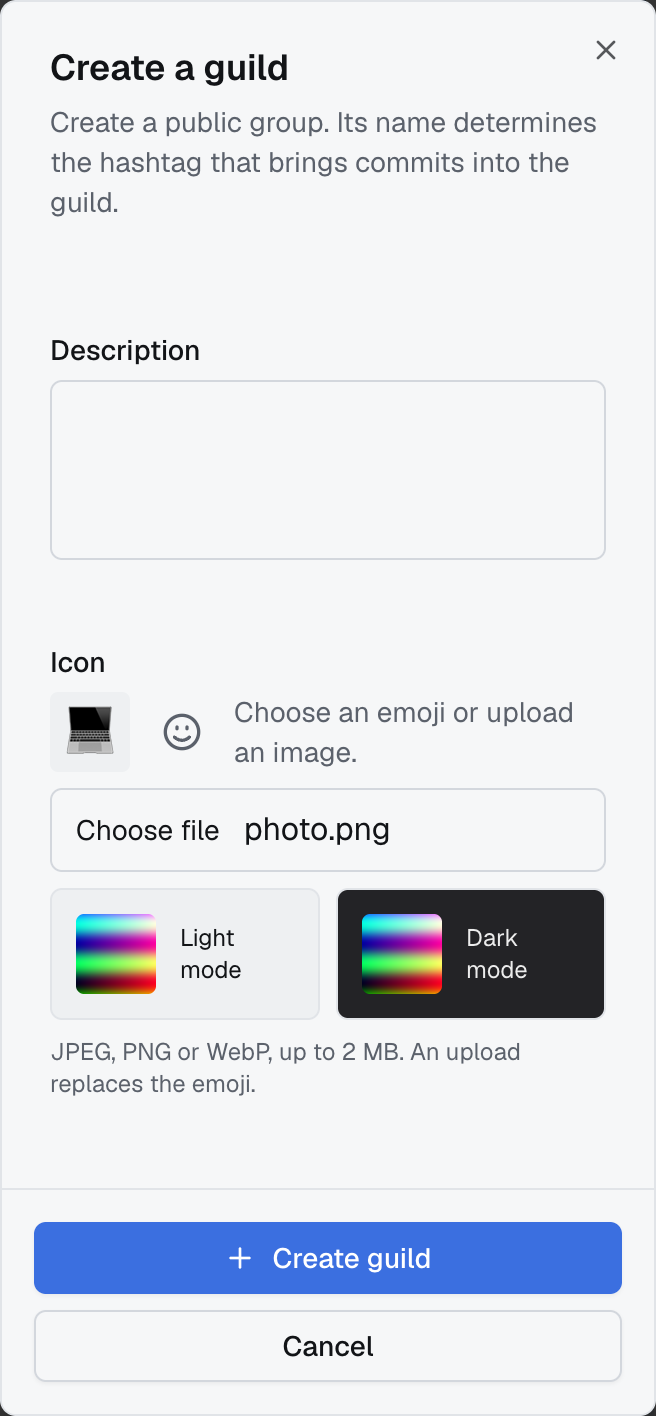 Create a guild
Create a public group. Its name determines
the hashtag that brings commits into the
guild.
Description
Icon
Choose an emoji or upload
an image.
Choose file photo.png
Light
mode
Dark
mode
JPEG, PNG or WebP, up to 2 MB. An upload
replaces the emoji.
Create guild
Cancel